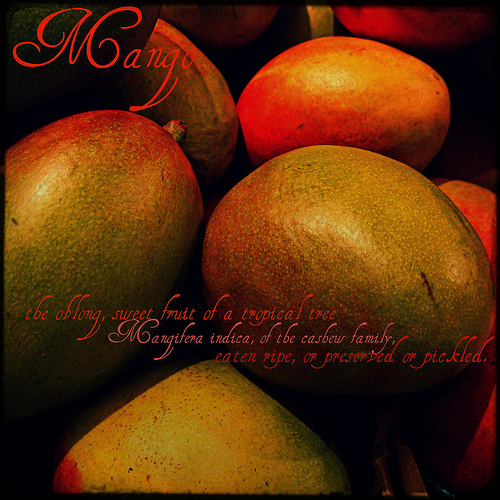 Mango
the oblong, sweet fruit of a tropical tree
Mangifera indica, of the cashew family,
eaten ripe, or preserved or pickled.